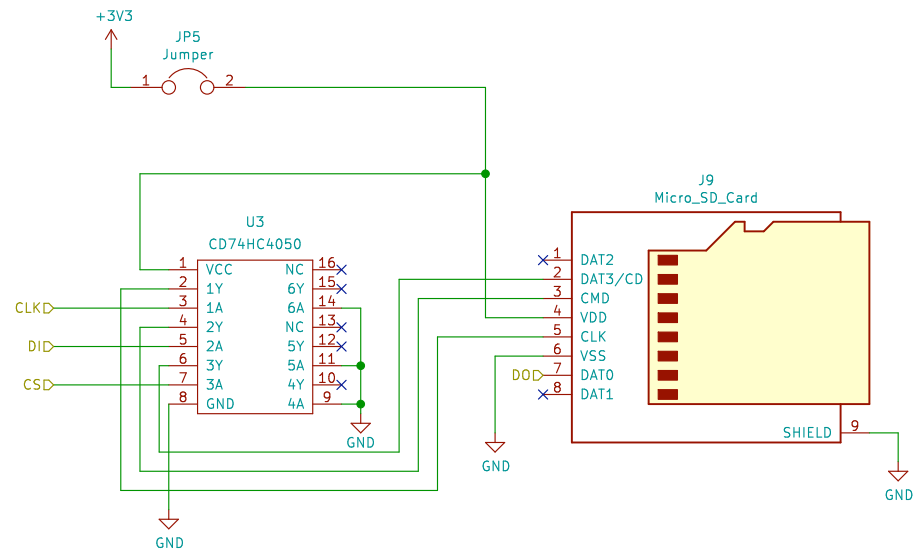 +3V3
JP5
Jumper
1 2
J9
Micro_SD_Card
U3
CD74HC4050
1 VCC NC 16
2 1Y 6Y 15
CLK 3 1A 6A 14
4 2Y NC 13
DI 5 2A 5Y 12
6 3Y 5A 11
CS 7 3A 4Y 10
8 GND 4A 9
1 DAT2
2 DAT3/CD
3 CMD
4 VDD
5 CLK
6 VSS
DO 7 DAT0
8 DAT1
SHIELD 9
GND
GND
GND
GND